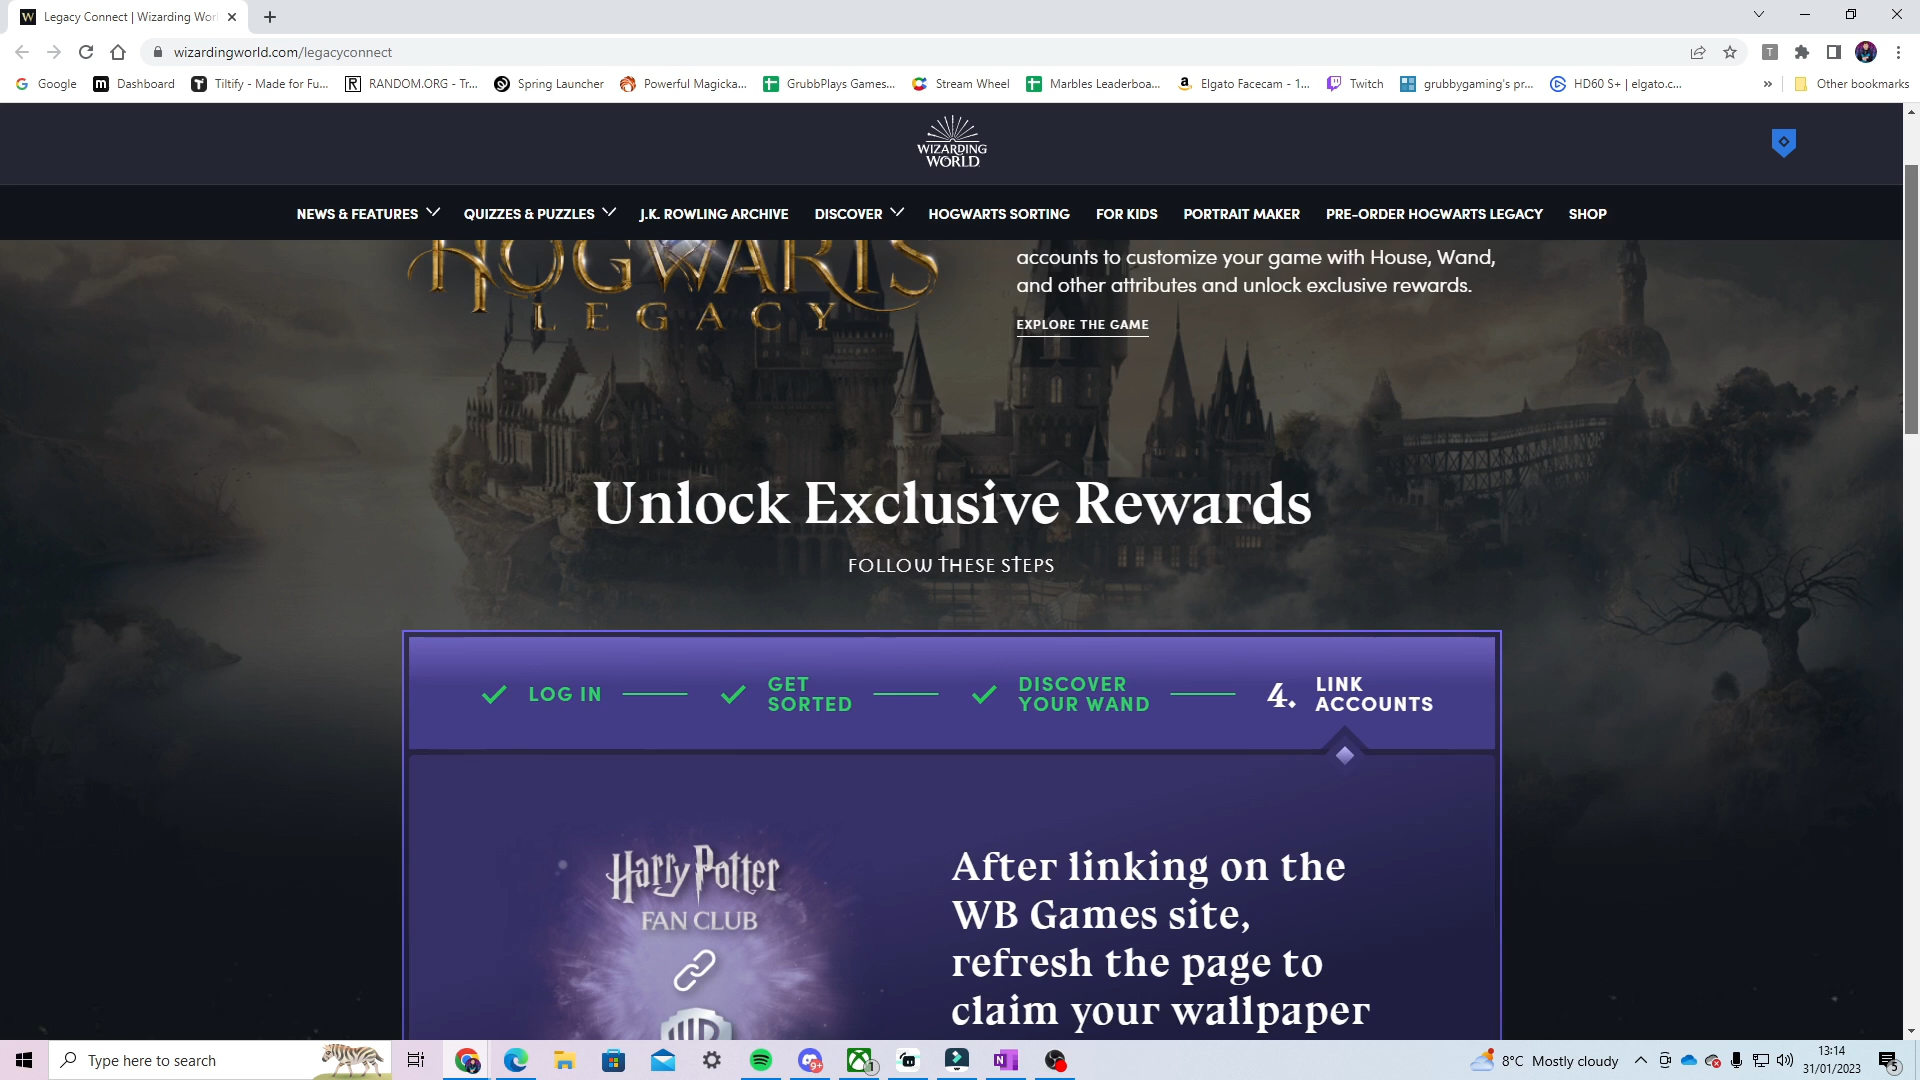 Legacy Connect | Wizarding Wor
wizardingworld.com/legacyconnect
Google
Dashboard
Tiltify - Made for Fu...
RANDOM.ORG - Tr...
Spring Launcher
Powerful Magicka...
GrubbPlays Games...
Stream Wheel
Marbles Leaderboa...
Elgato Facecam - 1...
Twitch
grubbygaming's pr...
HD60 S+ | elgato.c...
Other bookmarks
WIZARDING
WORLD
NEWS & FEATURES
QUIZZES & PUZZLES
J.K. ROWLING ARCHIVE
DISCOVER
HOGWARTS SORTING
FOR KIDS
PORTRAIT MAKER
PRE-ORDER HOGWARTS LEGACY
SHOP
HOGWARTS
LEGACY
accounts to customize your game with House, Wand,
and other attributes and unlock exclusive rewards.
EXPLORE THE GAME
Unlock Exclusive Rewards
FOLLOW THESE STEPS
LOG IN
GET
SORTED
DISCOVER
YOUR WAND
4. LINK
ACCOUNTS
Harry Potter
FAN CLUB
WB
After linking on the
WB Games site,
refresh the page to
claim your wallpaper
Type here to search
9+
1
8°C Mostly cloudy
13:14
31/01/2023
5